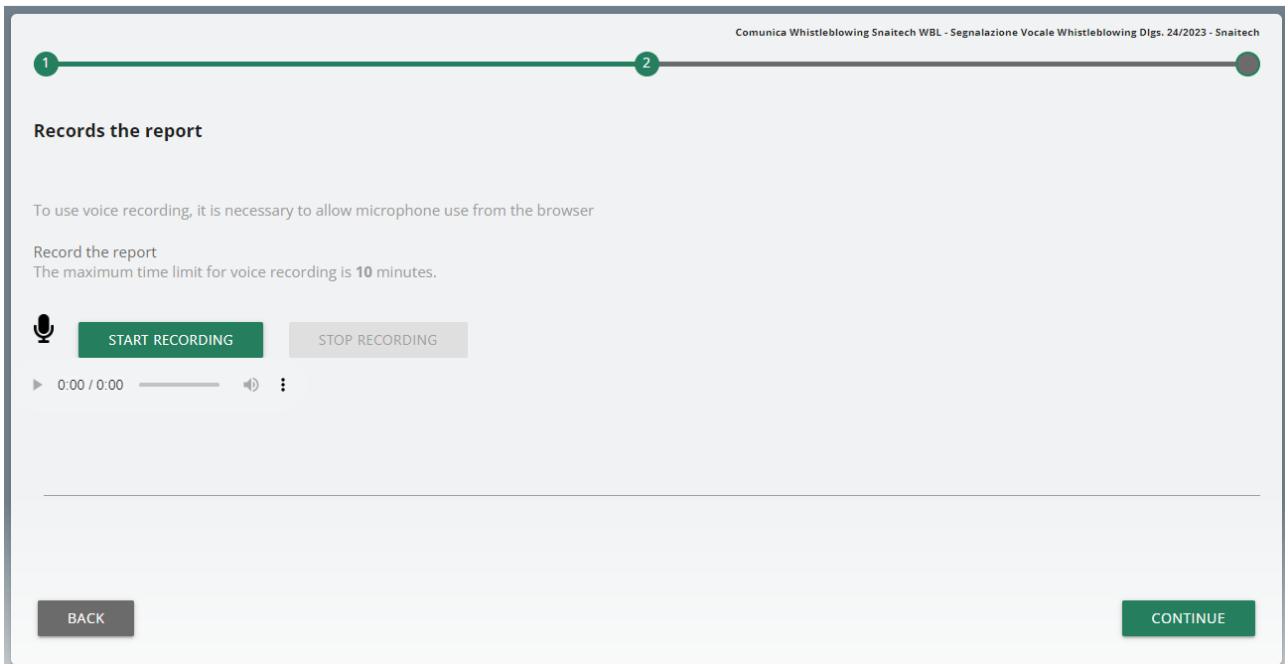 Comunica Whistleblowing Snaitech WBL - Segnalazione Vocale Whistleblowing Dlgs. 24/2023 - Snaitech
1
2
Records the report
To use voice recording, it is necessary to allow microphone use from the browser
Record the report
The maximum time limit for voice recording is 10 minutes.
START RECORDING
STOP RECORDING
0:00 / 0:00
BACK
CONTINUE